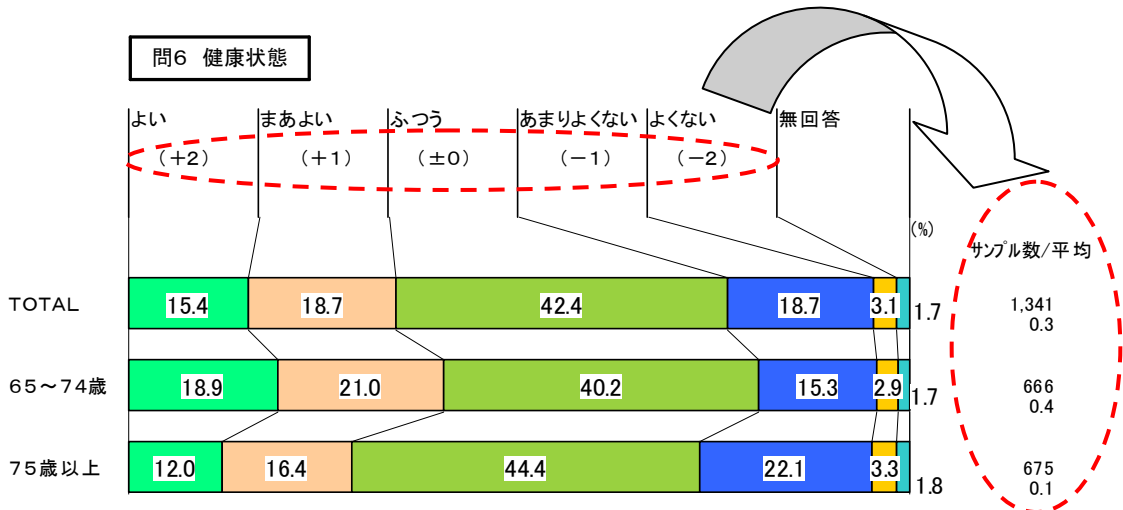 問6 健康状態
よい まあよい ふつう あまりよくない よくない 無回答
(+2) (+1) (±0) (-1) (-2)
(%)
サンプル数/平均
TOTAL 15.4 18.7 42.4 18.7 3.1 1.7 1,341
0.3
65~74歳 18.9 21.0 40.2 15.3 2.9 1.7 666
0.4
75歳以上 12.0 16.4 44.4 22.1 3.3 1.8 675
0.1